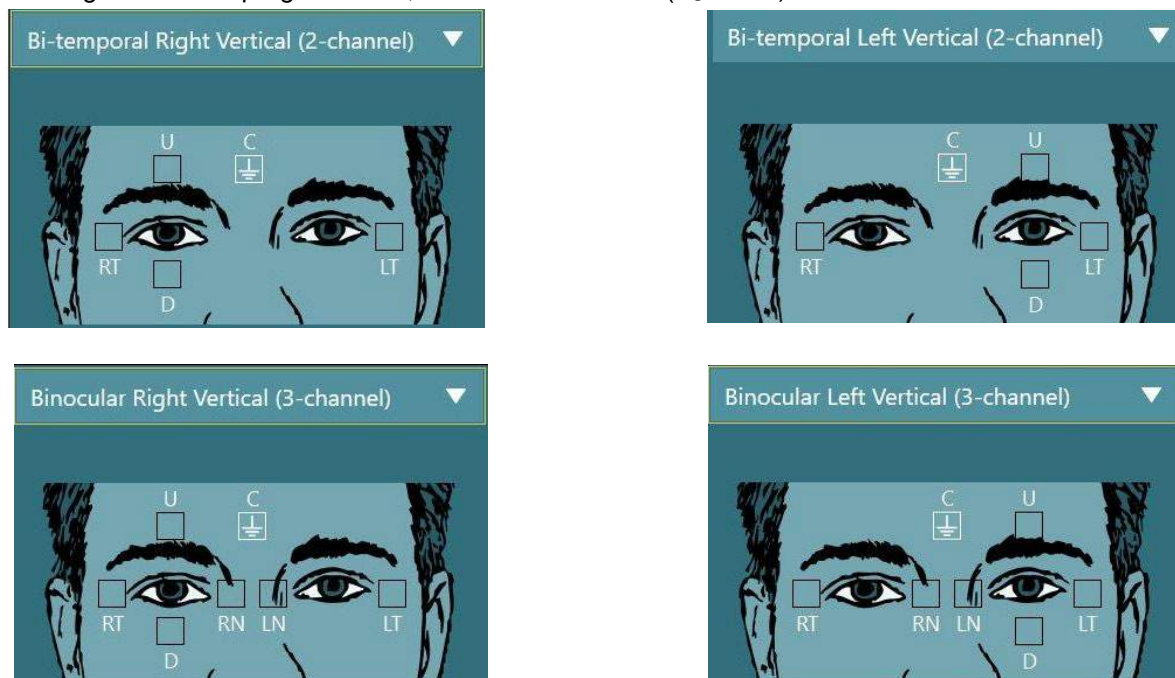 Bi-temporal Right Vertical (2-channel)
U C
RT LT
D
Bi-temporal Left Vertical (2-channel)
C U
RT LT
D
Binocular Right Vertical (3-channel)
U C
RT RN LN LT
D
Binocular Left Vertical (3-channel)
C U
RT RN LN LT
D